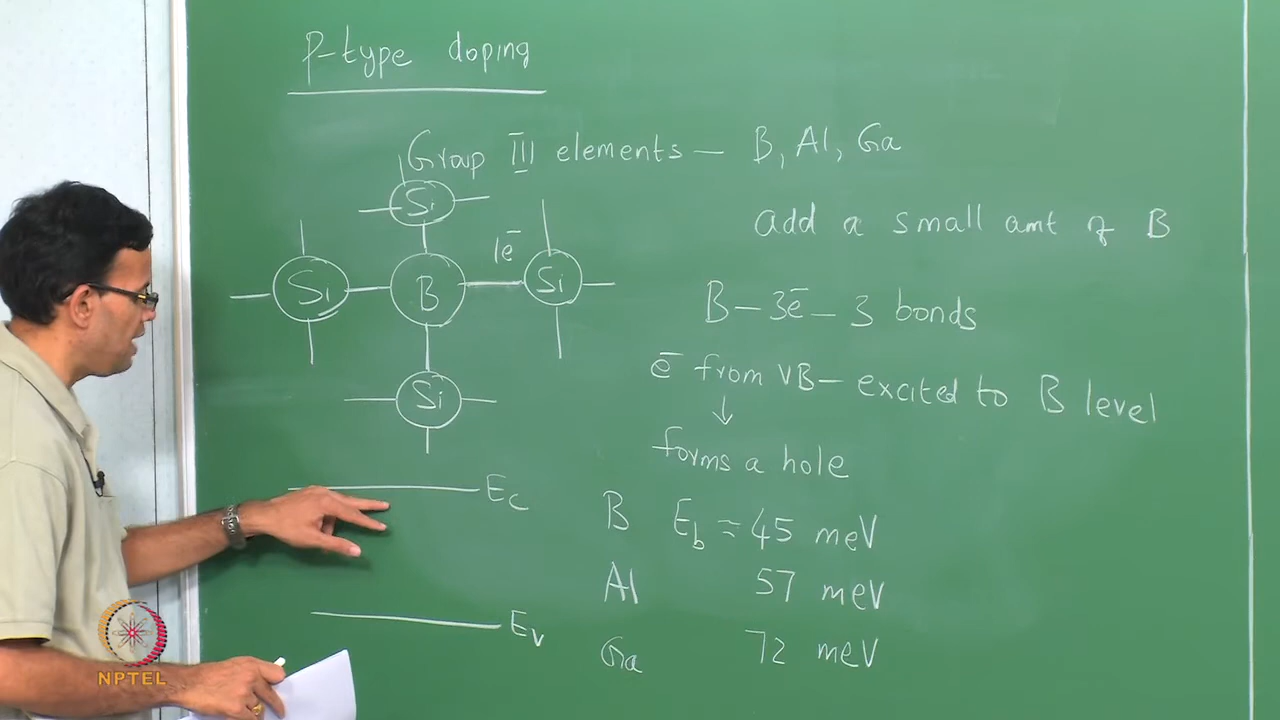 p-type doping
Group III elements — B, Al, Ga
add a small amt of B
Si
1e⁻
Si
B
Si
Si
B — 3e⁻ — 3 bonds
e⁻ from VB — excited to B level
↓
forms a hole
Ec
B Eb = 45 meV
Al 57 meV
Ev
Ga 72 meV
NPTEL